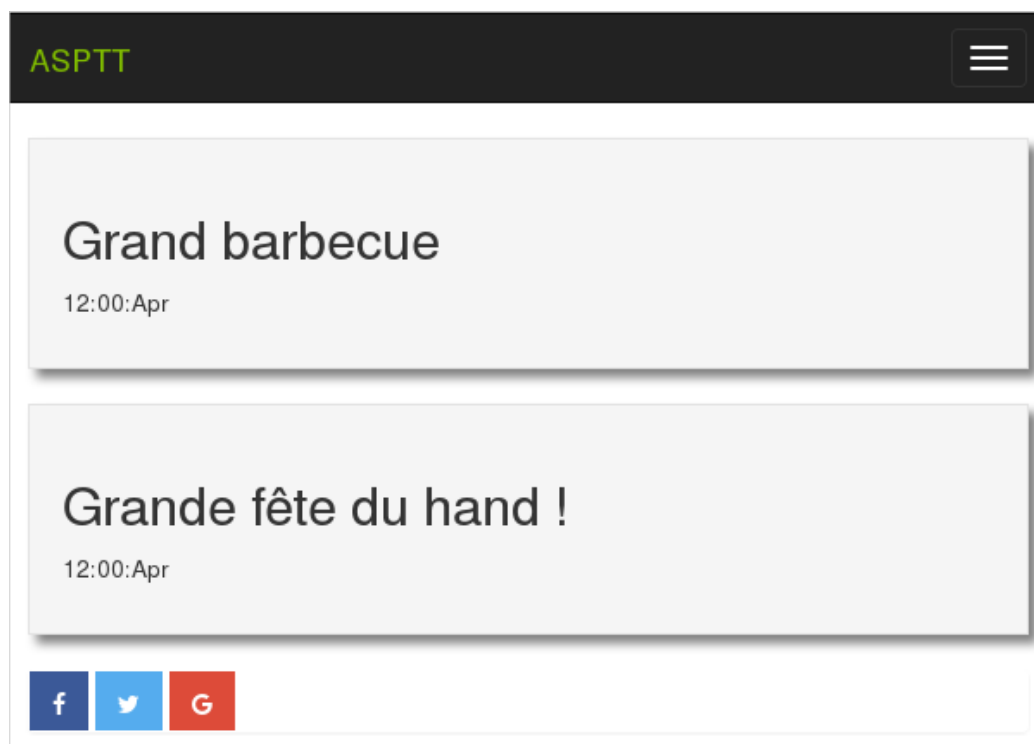 ASPTT
Grand barbecue
12:00:Apr
Grande fête du hand !
12:00:Apr